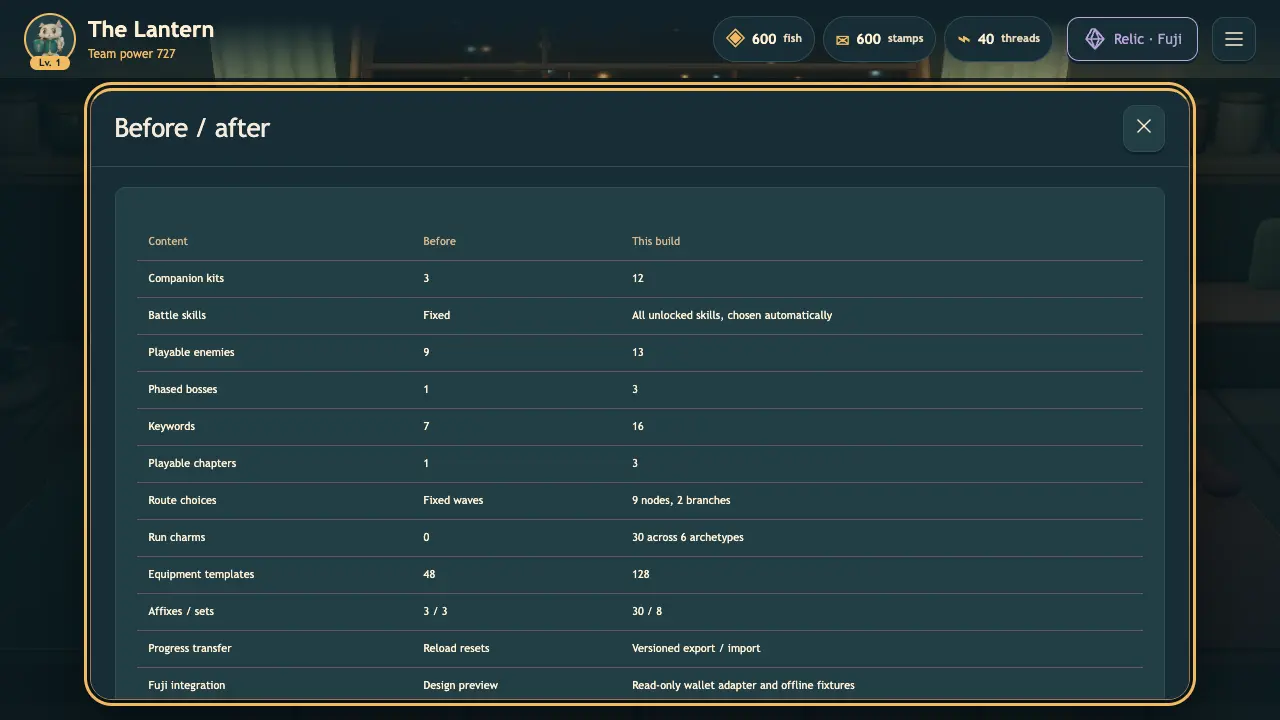 The Lantern
Team power 727
Lv. 1
600 fish
600 stamps
40 threads
Relic · Fuji
Before / after
Content Before This build
Companion kits 3 12
Battle skills Fixed All unlocked skills, chosen automatically
Playable enemies 9 13
Phased bosses 1 3
Keywords 7 16
Playable chapters 1 3
Route choices Fixed waves 9 nodes, 2 branches
Run charms 0 30 across 6 archetypes
Equipment templates 48 128
Affixes / sets 3 / 3 30 / 8
Progress transfer Reload resets Versioned export / import
Fuji integration Design preview Read-only wallet adapter and offline fixtures